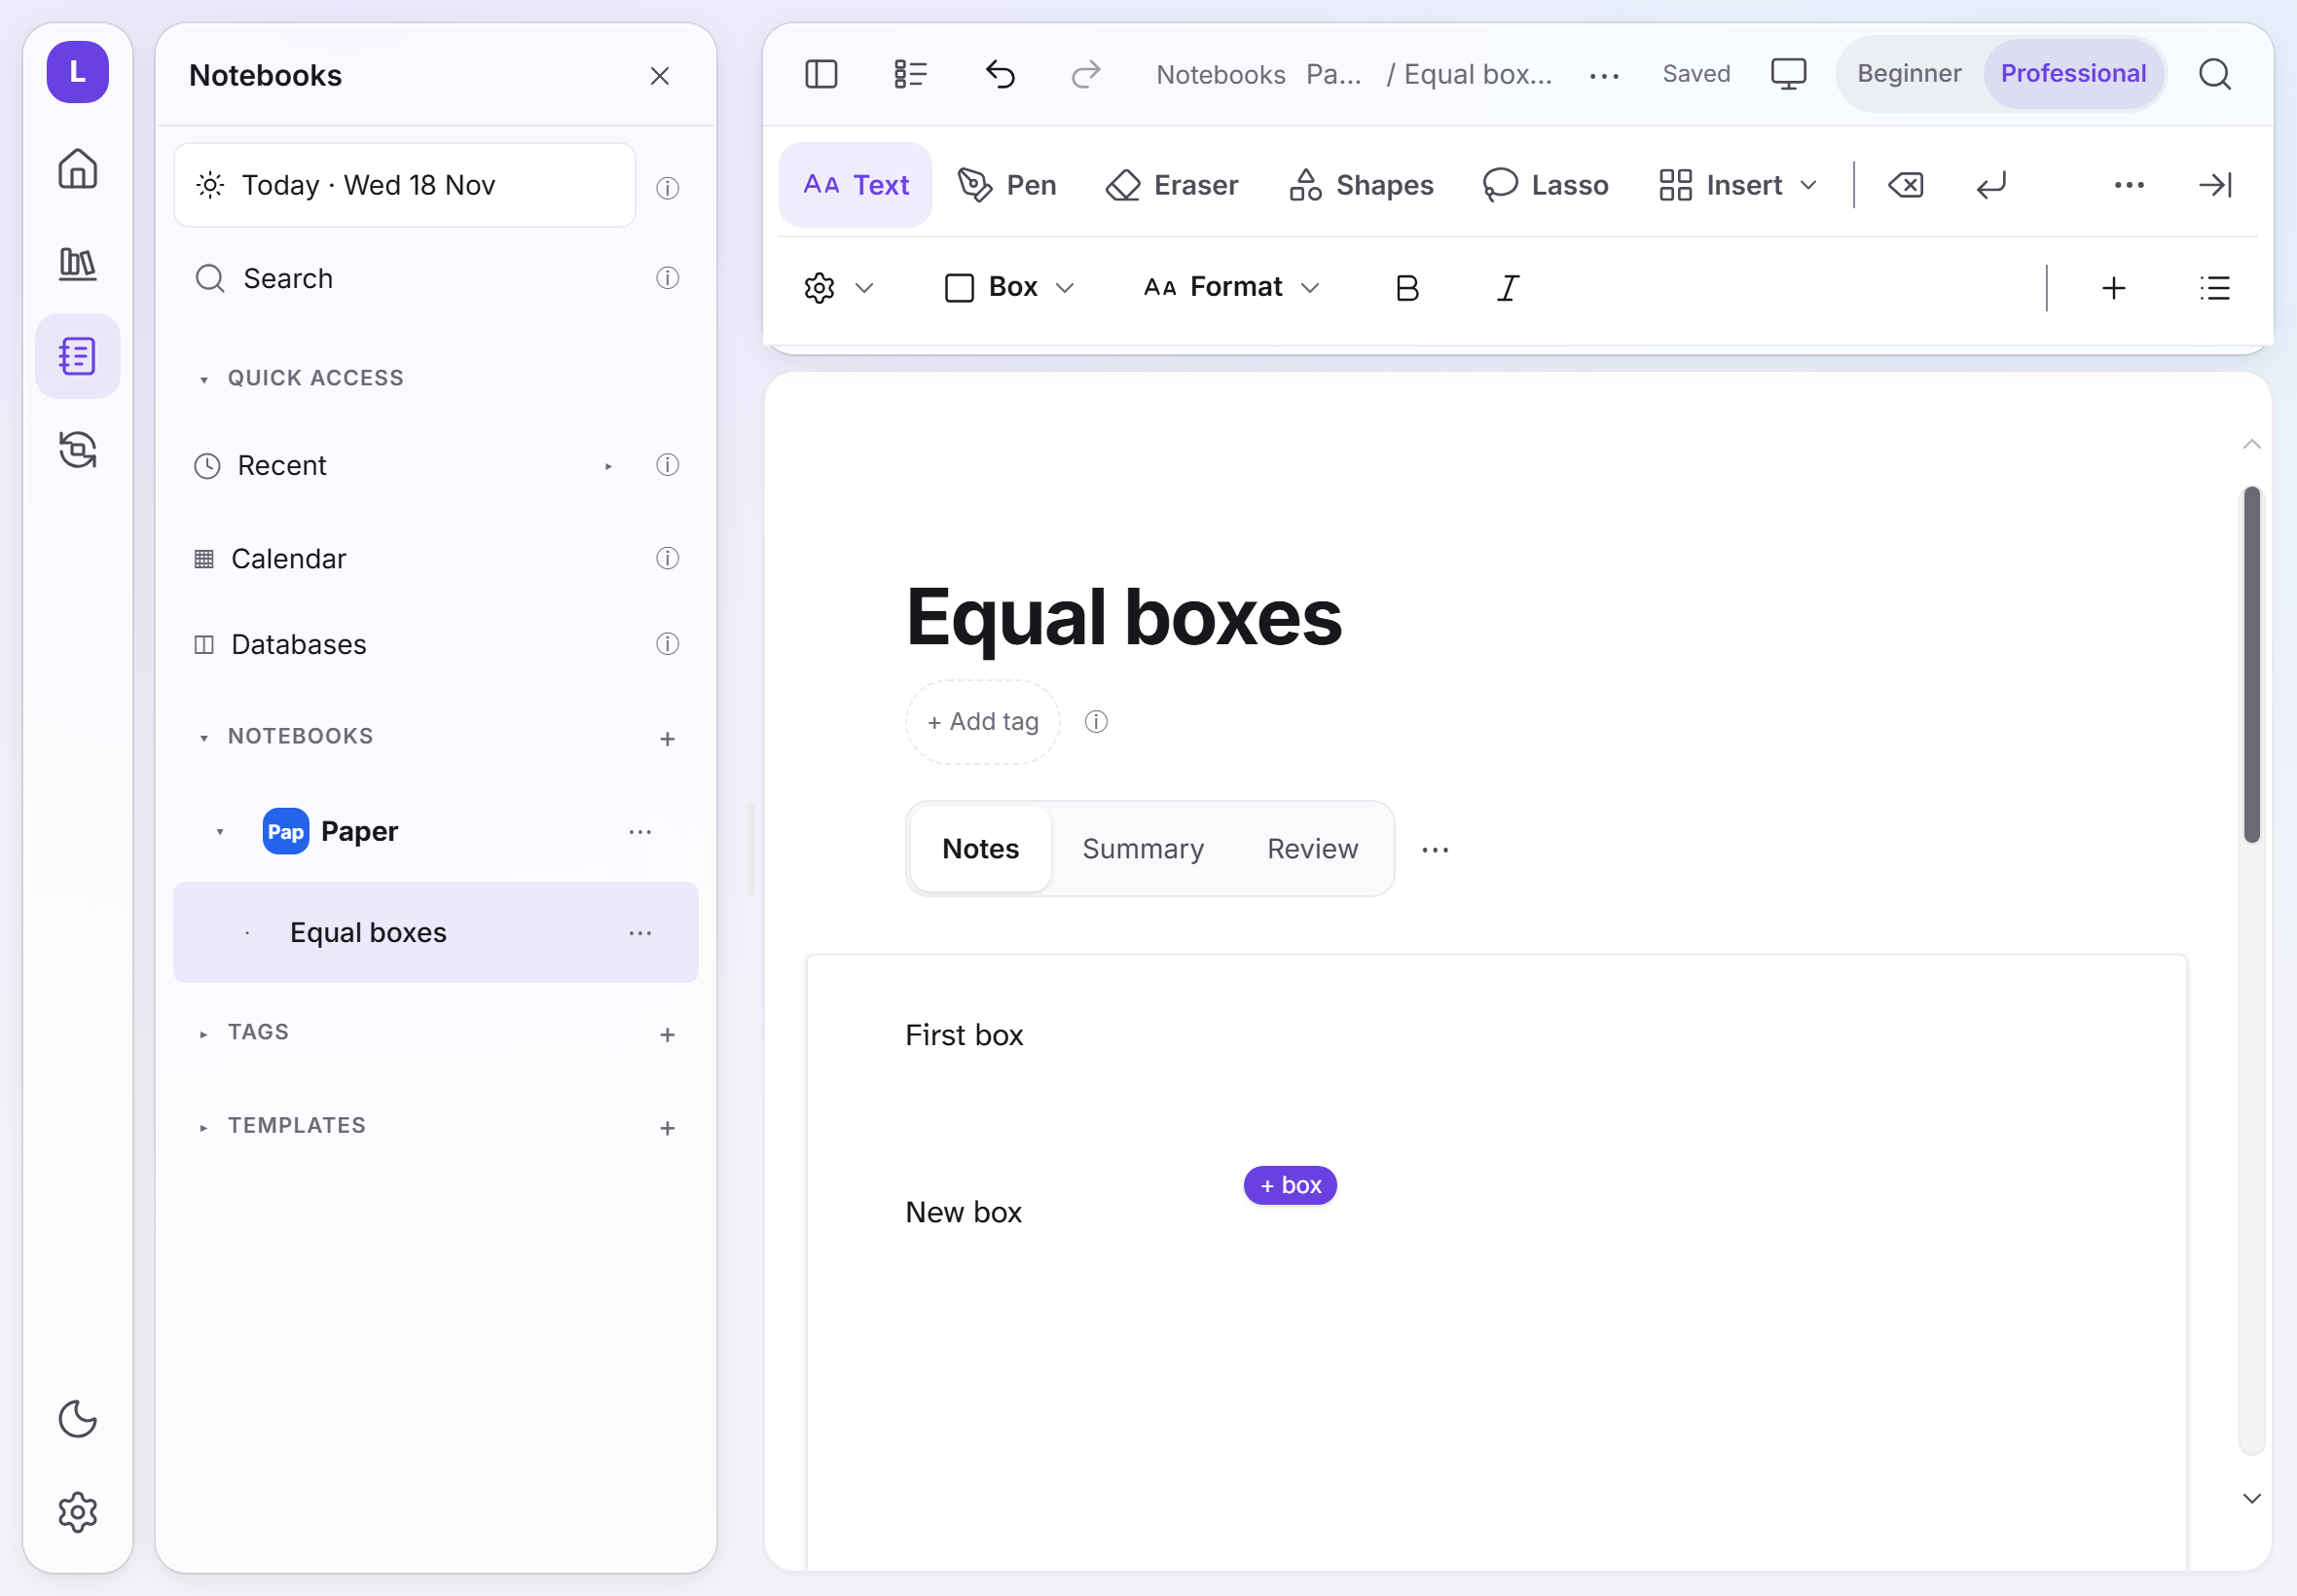 L
Notebooks
Today · Wed 18 Nov
Search
QUICK ACCESS
Recent
Calendar
Databases
NOTEBOOKS
Pap Paper
Equal boxes
TAGS
TEMPLATES
Notebooks Pa... / Equal box... Saved Beginner Professional
Text Pen Eraser Shapes Lasso Insert
Box Format B I
Equal boxes
+ Add tag
Notes Summary Review
First box
+ box
New box